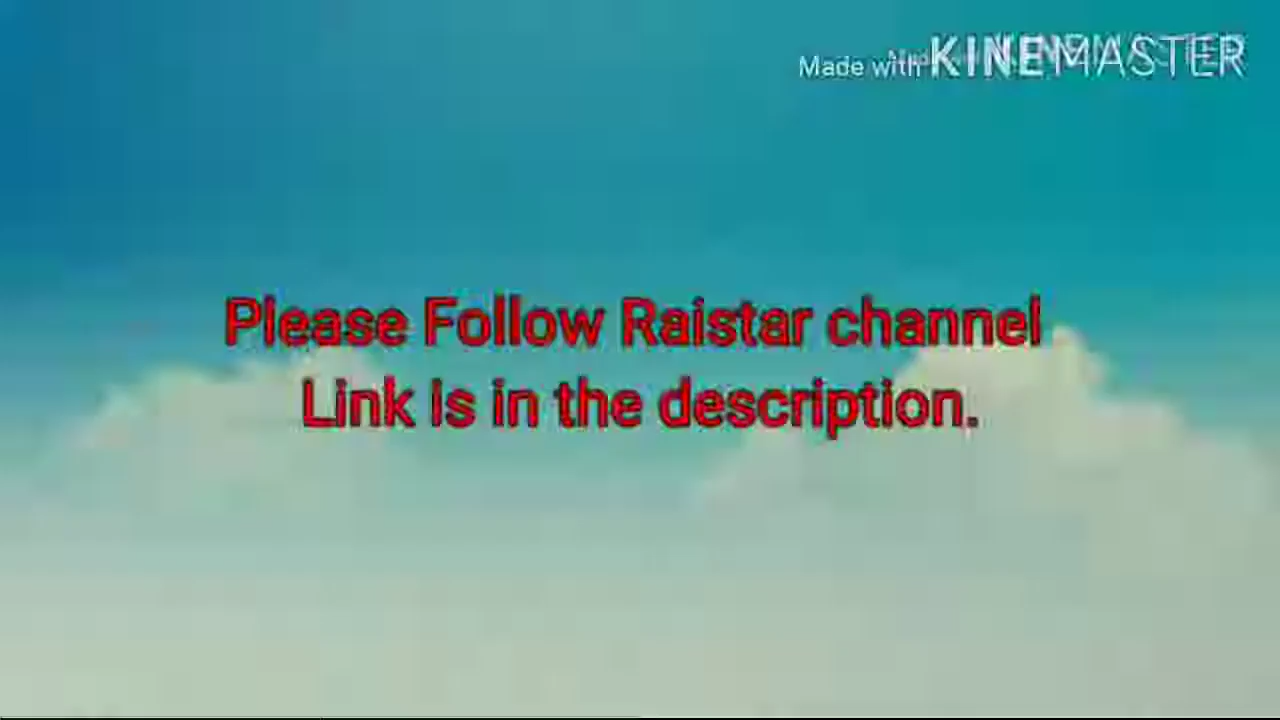 Made with KINEMASTER
Please Follow Raistar channel
Link is in the description.